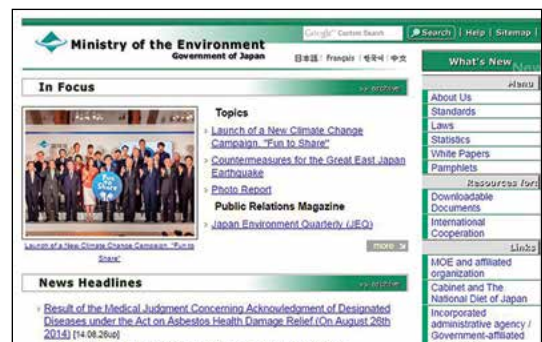 Google™ Custom Search
Search | Help | Sitemap |
Ministry of the Environment
Government of Japan
日本語 | Français | 한국어 | 中文
What's New
In Focus
>> archive
Topics
Launch of a New Climate Change
Campaign, "Fun to
Share"
Countermeasures for the Great East Japan
Earthquake
Photo Report
Public Relations Magazine
Japan Environment Quarterly (JEQ)
more
Fun
to
Share
Launch of a New Climate Change Campaign, "Fun to
Share"
News Headlines
>> archive
Result of the Medical Judgment Concerning Acknowledgment of Designated
Diseases under the Act on Asbestos Health Damage Relief (On August 26th
2014) [14.08.26up]
Menu
About Us
Standards
Laws
Statistics
White Papers
Pamphlets
Resources for
Downloadable
Documents
International
Cooperation
Links
MOE and affiliated
organization
Cabinet and The
National Diet of Japan
Incorporated
administrative agency /
Government-affiliated